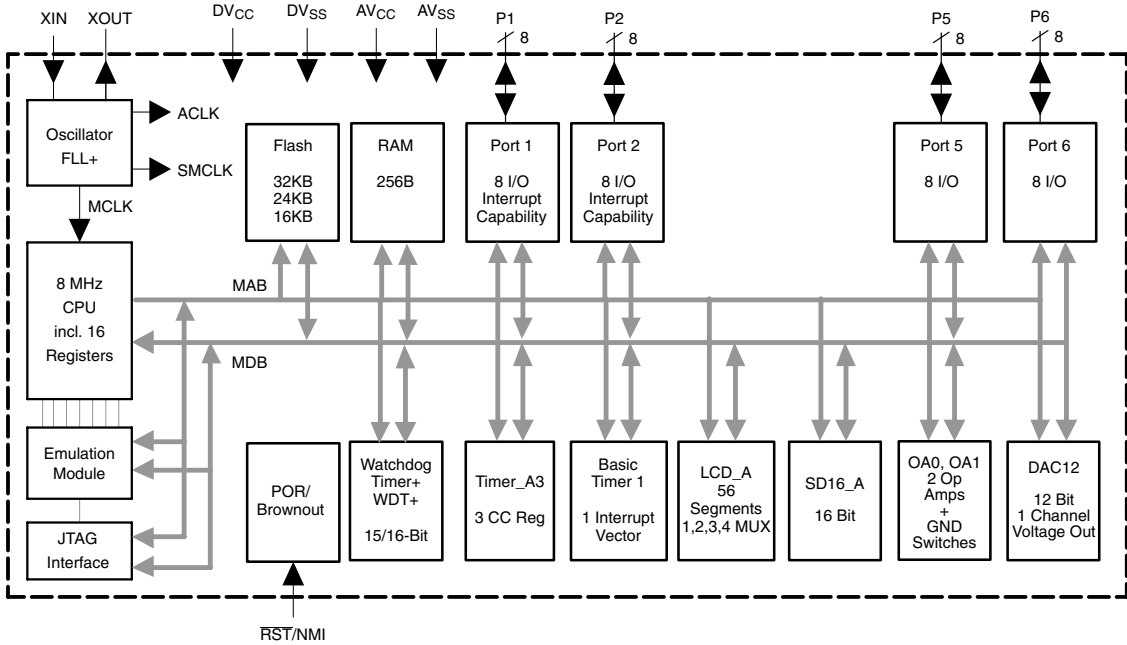 XIN
XOUT
DVCC
DVSS
AVCC
AVSS
P1
8
P2
8
P5
8
P6
8
Oscillator
FLL+
ACLK
SMCLK
MCLK
8 MHz
CPU
incl. 16
Registers
Emulation
Module
JTAG
Interface
Flash
32KB
24KB
16KB
RAM
256B
Port 1
8 I/O
Interrupt
Capability
Port 2
8 I/O
Interrupt
Capability
Port 5
8 I/O
Port 6
8 I/O
MAB
MDB
POR/
Brownout
Watchdog
Timer+
WDT+
15/16-Bit
Timer_A3
3 CC Reg
Basic
Timer 1
1 Interrupt
Vector
LCD_A
56
Segments
1,2,3,4 MUX
SD16_A
16 Bit
OA0, OA1
2 Op
Amps
+
GND
Switches
DAC12
12 Bit
1 Channel
Voltage Out
RST/NMI